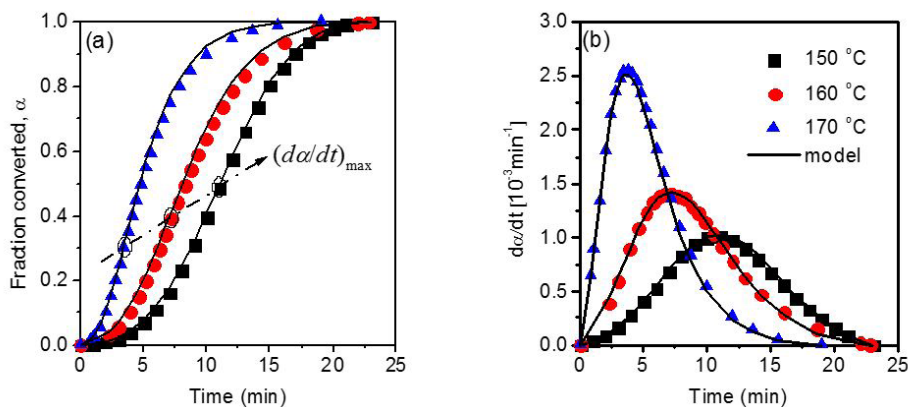 (a)
1.0
0.8
0.6
0.4
0.2
0.0
Fraction converted, α
(dα/dt)max
0 5 10 15 20 25
Time (min)
(b)
3.0
2.5
2.0
1.5
1.0
0.5
0.0
dα/dt [10⁻³min⁻¹]
150 °C
160 °C
170 °C
model
0 5 10 15 20 25
Time (min)